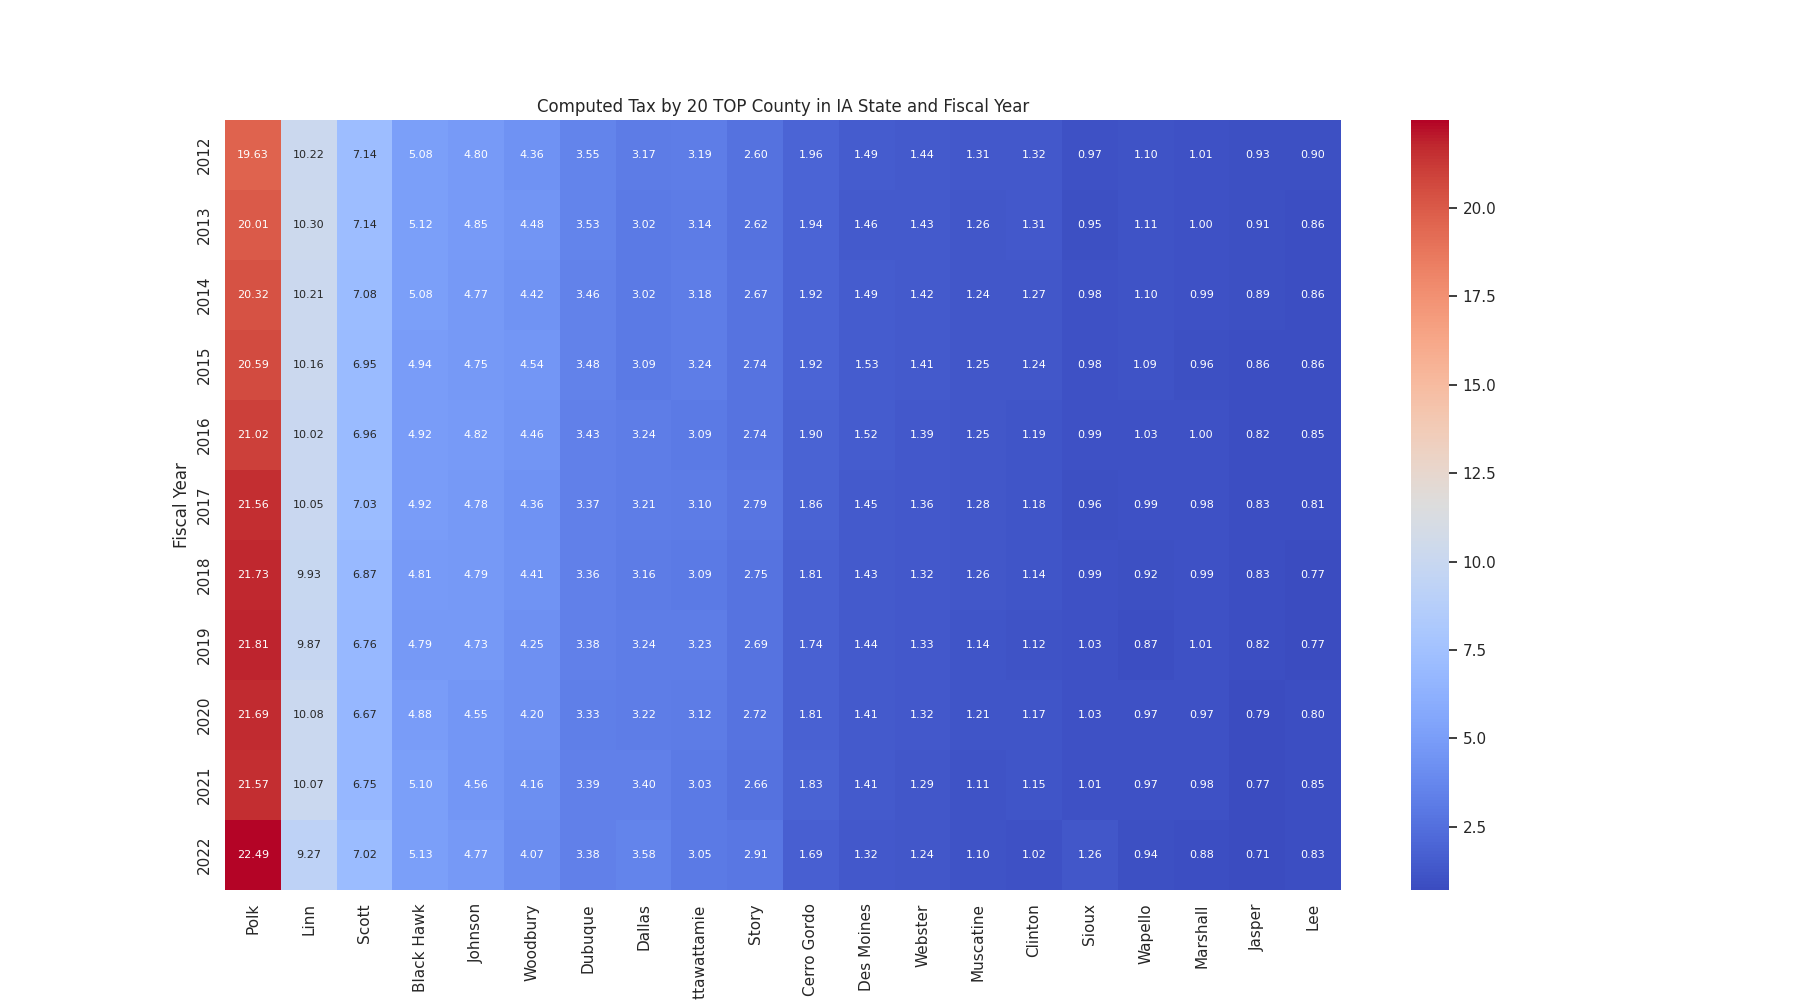 Computed Tax by 20 TOP County in IA State and Fiscal Year
Fiscal Year
2012 19.63 10.22 7.14 5.08 4.80 4.36 3.55 3.17 3.19 2.60 1.96 1.49 1.44 1.31 1.32 0.97 1.10 1.01 0.93 0.90
2013 20.01 10.30 7.14 5.12 4.85 4.48 3.53 3.02 3.14 2.62 1.94 1.46 1.43 1.26 1.31 0.95 1.11 1.00 0.91 0.86
2014 20.32 10.21 7.08 5.08 4.77 4.42 3.46 3.02 3.18 2.67 1.92 1.49 1.42 1.24 1.27 0.98 1.10 0.99 0.89 0.86
2015 20.59 10.16 6.95 4.94 4.75 4.54 3.48 3.09 3.24 2.74 1.92 1.53 1.41 1.25 1.24 0.98 1.09 0.96 0.86 0.86
2016 21.02 10.02 6.96 4.92 4.82 4.46 3.43 3.24 3.09 2.74 1.90 1.52 1.39 1.25 1.19 0.99 1.03 1.00 0.82 0.85
2017 21.56 10.05 7.03 4.92 4.78 4.36 3.37 3.21 3.10 2.79 1.86 1.45 1.36 1.28 1.18 0.96 0.99 0.98 0.83 0.81
2018 21.73 9.93 6.87 4.81 4.79 4.41 3.36 3.16 3.09 2.75 1.81 1.43 1.32 1.26 1.14 0.99 0.92 0.99 0.83 0.77
2019 21.81 9.87 6.76 4.79 4.73 4.25 3.38 3.24 3.23 2.69 1.74 1.44 1.33 1.14 1.12 1.03 0.87 1.01 0.82 0.77
2020 21.69 10.08 6.67 4.88 4.55 4.20 3.33 3.22 3.12 2.72 1.81 1.41 1.32 1.21 1.17 1.03 0.97 0.97 0.79 0.80
2021 21.57 10.07 6.75 5.10 4.56 4.16 3.39 3.40 3.03 2.66 1.83 1.41 1.29 1.11 1.15 1.01 0.97 0.98 0.77 0.85
2022 22.49 9.27 7.02 5.13 4.77 4.07 3.38 3.58 3.05 2.91 1.69 1.32 1.24 1.10 1.02 1.26 0.94 0.88 0.71 0.83
Polk
Linn
Scott
Black Hawk
Johnson
Woodbury
Dubuque
Dallas
ttawattamie
Story
Cerro Gordo
Des Moines
Webster
Muscatine
Clinton
Sioux
Wapello
Marshall
Jasper
Lee
20.0
17.5
15.0
12.5
10.0
7.5
5.0
2.5